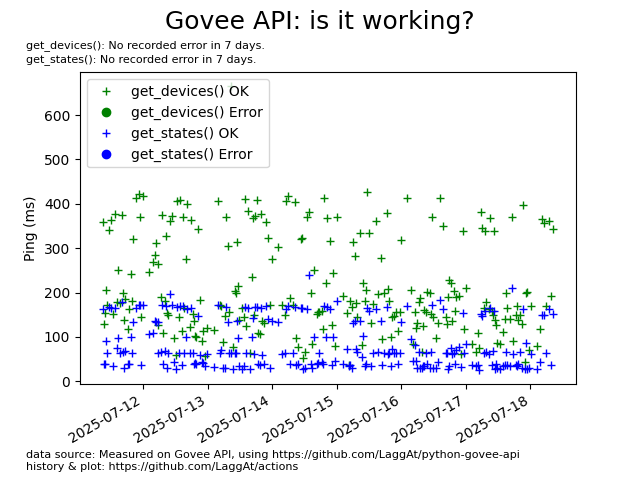 Govee API: is it working?
get_devices(): No recorded error in 7 days.
get_states(): No recorded error in 7 days.
get_devices() OK
get_devices() Error
get_states() OK
get_states() Error
Ping (ms)
600
500
400
300
200
100
0
2025-07-12
2025-07-13
2025-07-14
2025-07-15
2025-07-16
2025-07-17
2025-07-18
data source: Measured on Govee API, using https://github.com/LaggAt/python-govee-api
history & plot: https://github.com/LaggAt/actions